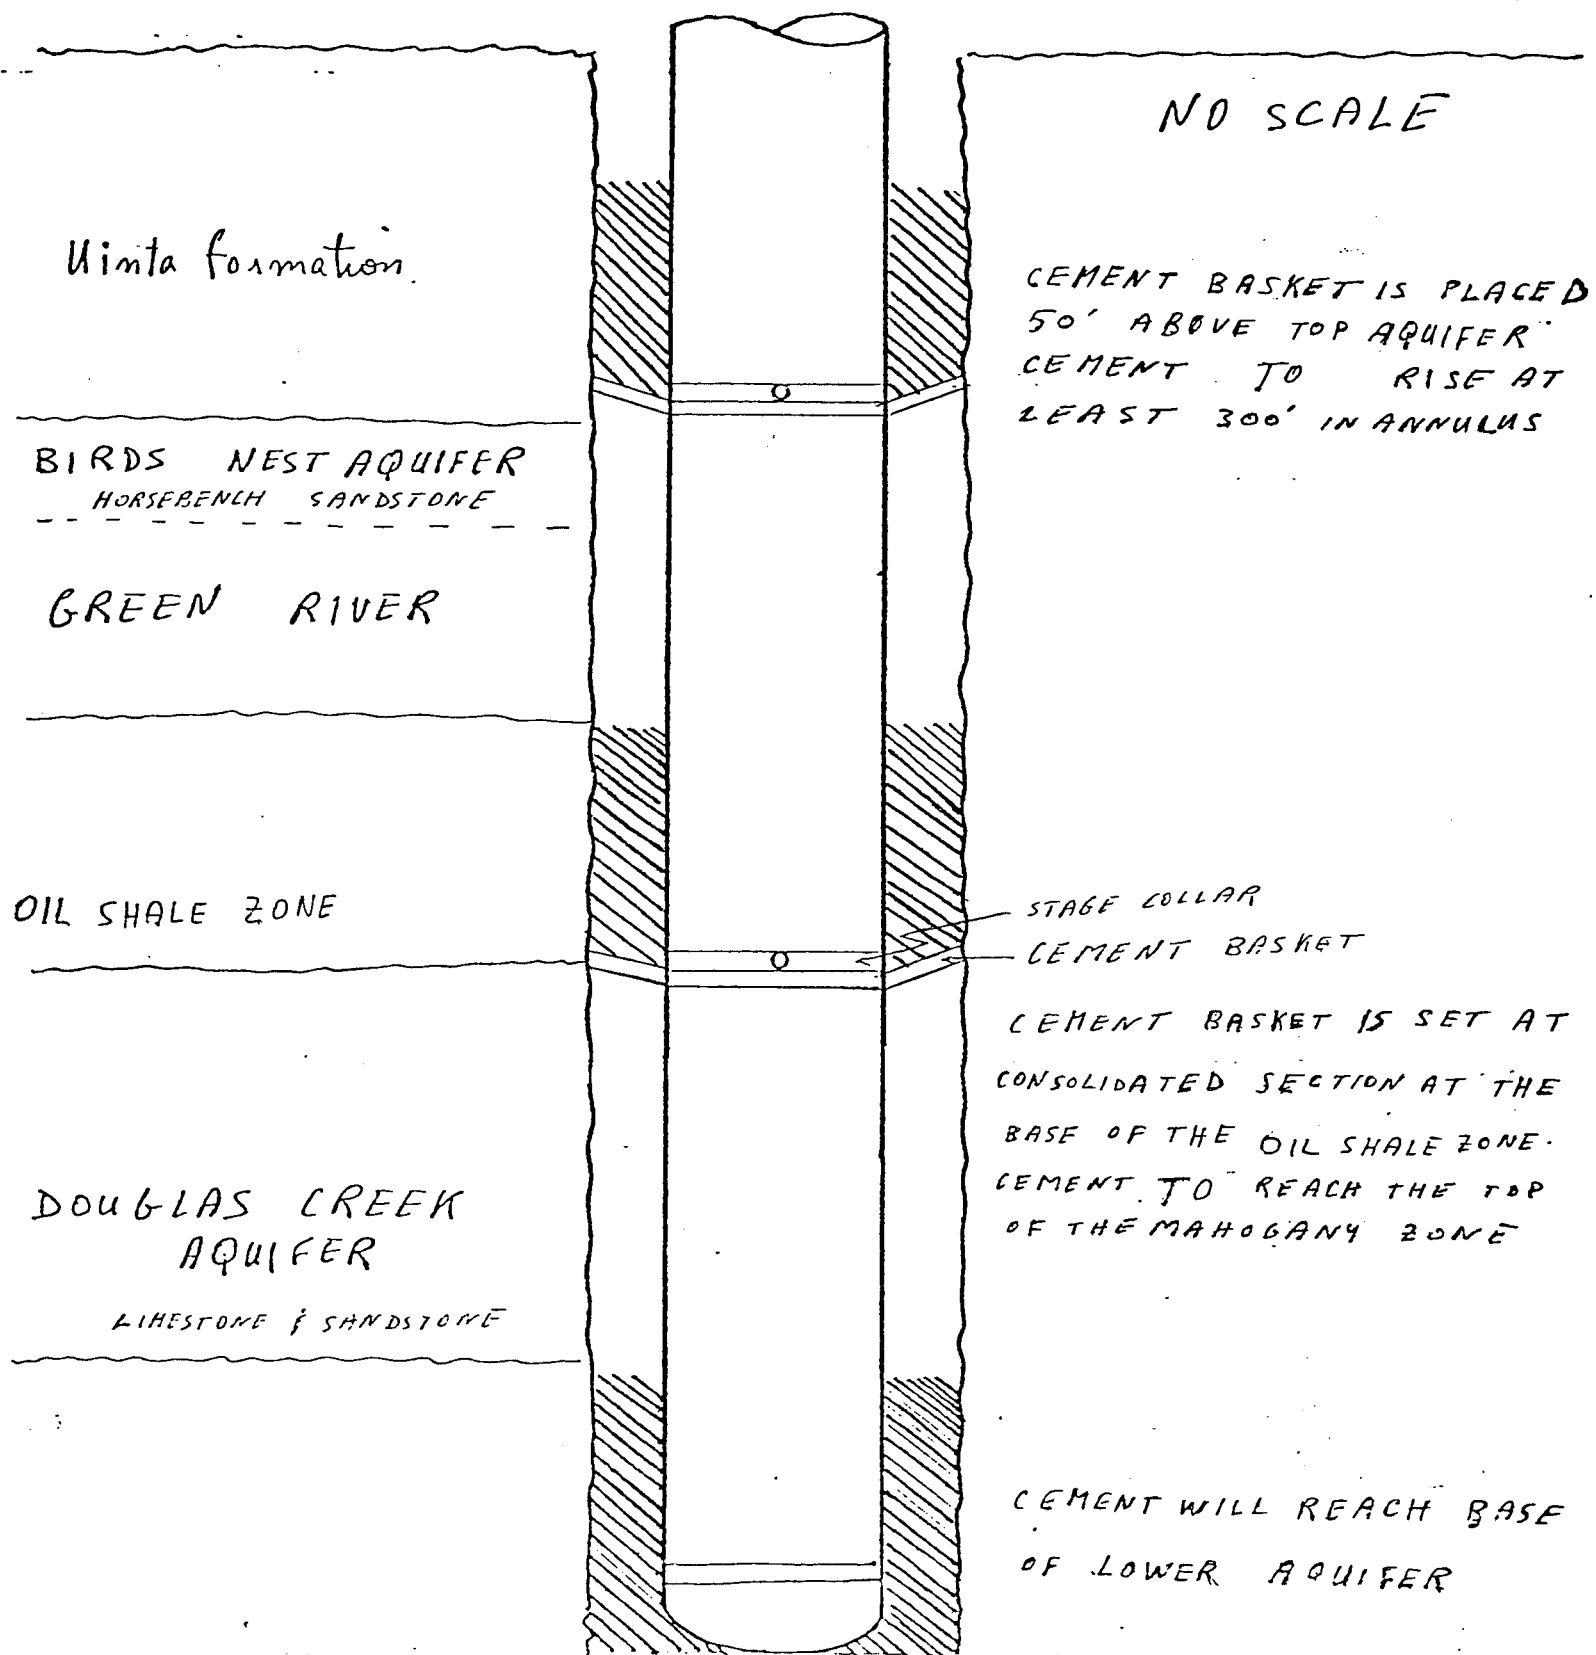 NO SCALE
Uinta formation.
CEMENT BASKET IS PLACED
50' ABOVE TOP AQUIFER
CEMENT TO RISE AT
LEAST 300' IN ANNULUS
BIRDS NEST AQUIFER
HORSEBENCH SANDSTONE
GREEN RIVER
OIL SHALE ZONE
STAGE COLLAR
CEMENT BASKET
CEMENT BASKET IS SET AT
CONSOLIDATED SECTION AT THE
BASE OF THE OIL SHALE ZONE.
CEMENT TO REACH THE TOP
OF THE MAHOGANY ZONE
DOUGLAS CREEK
AQUIFER
LIMESTONE & SANDSTONE
CEMENT WILL REACH BASE
OF LOWER AQUIFER